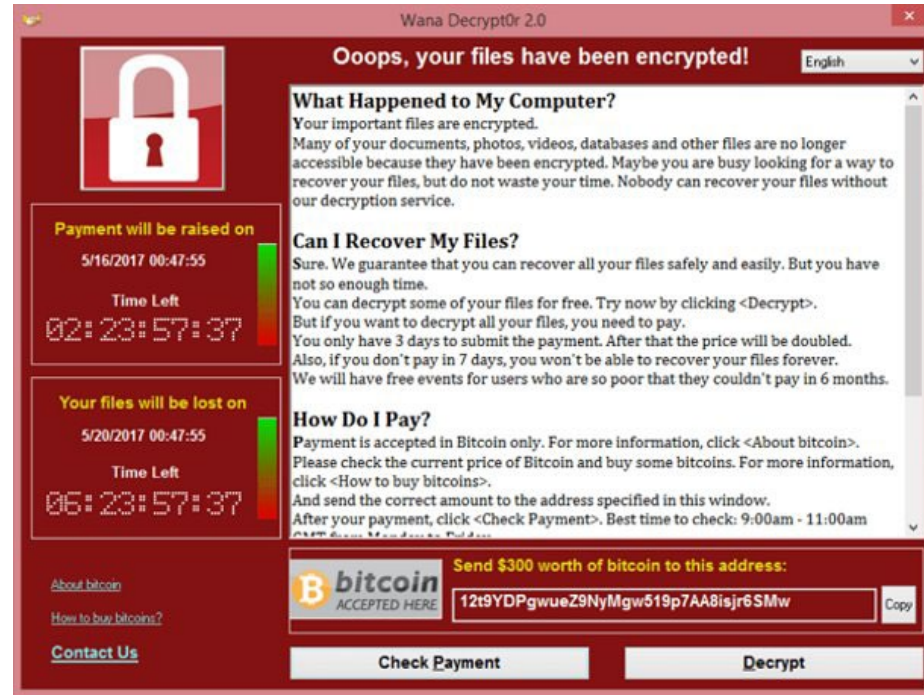 Wana Decrypt0r 2.0
Ooops, your files have been encrypted!
English
What Happened to My Computer?
Your important files are encrypted.
Many of your documents, photos, videos, databases and other files are no longer
accessible because they have been encrypted. Maybe you are busy looking for a way to
recover your files, but do not waste your time. Nobody can recover your files without
our decryption service.
Can I Recover My Files?
Sure. We guarantee that you can recover all your files safely and easily. But you have
not so enough time.
You can decrypt some of your files for free. Try now by clicking <Decrypt>.
But if you want to decrypt all your files, you need to pay.
You only have 3 days to submit the payment. After that the price will be doubled.
Also, if you don't pay in 7 days, you won't be able to recover your files forever.
We will have free events for users who are so poor that they couldn't pay in 6 months.
How Do I Pay?
Payment is accepted in Bitcoin only. For more information, click <About bitcoin>.
Please check the current price of Bitcoin and buy some bitcoins. For more information,
click <How to buy bitcoins>.
And send the correct amount to the address specified in this window.
After your payment, click <Check Payment>. Best time to check: 9:00am - 11:00am
GMT from Monday to Friday.
Payment will be raised on
5/16/2017 00:47:55
Time Left
02:23:57:37
Your files will be lost on
5/20/2017 00:47:55
Time Left
06:23:57:37
About bitcoin
How to buy bitcoins?
Contact Us
bitcoin
ACCEPTED HERE
Send $300 worth of bitcoin to this address:
12t9YDPgwueZ9NyMgw519p7AA8isjr6SMw
Copy
Check Payment
Decrypt